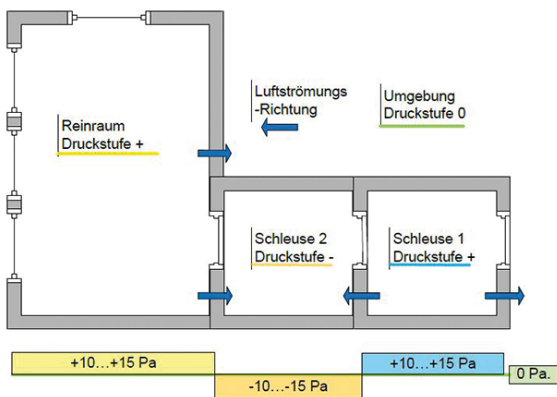 Luftströmungs
-Richtung
Umgebung
Druckstufe 0
Reinraum
Druckstufe +
Schleuse 2
Druckstufe -
Schleuse 1
Druckstufe +
+10...+15 Pa
-10...-15 Pa
+10...+15 Pa
0 Pa.